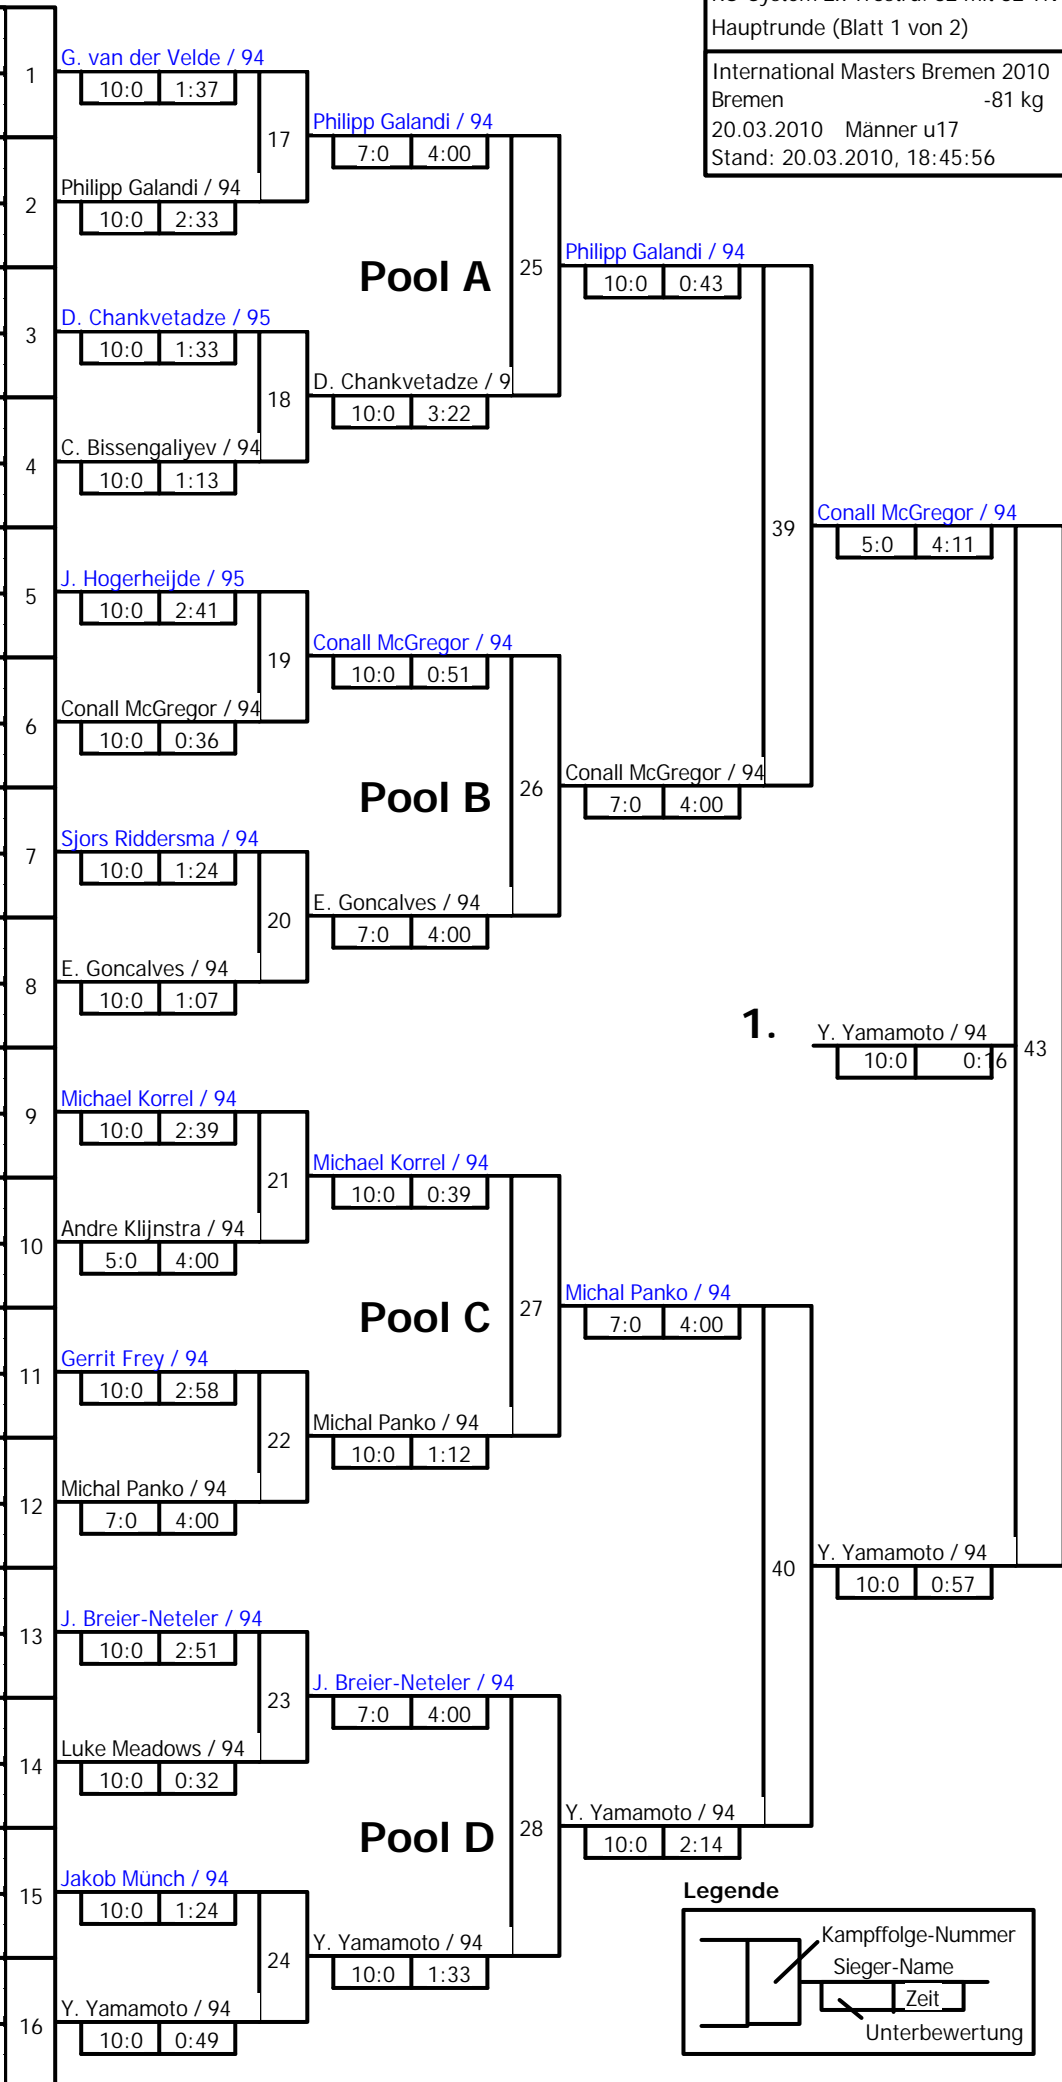 Hauptrunde (Blatt 1 von 2)
International Masters Bremen 2010
Bremen -81 kg
20.03.2010 Männer u17
Stand: 20.03.2010, 18:45:56
1
G. van der Velde / 94
10:0 1:37
17
Philipp Galandi / 94
7:0 4:00
2
Philipp Galandi / 94
10:0 2:33
Pool A
25
Philipp Galandi / 94
10:0 0:43
3
D. Chankvetadze / 95
10:0 1:33
18
D. Chankvetadze / 9
10:0 3:22
4
C. Bissengaliyev / 94
10:0 1:13
39
Conall McGregor / 94
5:0 4:11
5
J. Hogerheijde / 95
10:0 2:41
19
Conall McGregor / 94
10:0 0:51
6
Conall McGregor / 94
10:0 0:36
Pool B
26
Conall McGregor / 94
7:0 4:00
7
Sjors Riddersma / 94
10:0 1:24
20
E. Goncalves / 94
7:0 4:00
8
E. Goncalves / 94
10:0 1:07
1.
Y. Yamamoto / 94
10:0 0:16
43
9
Michael Korrel / 94
10:0 2:39
21
Michael Korrel / 94
10:0 0:39
10
Andre Klijnstra / 94
5:0 4:00
Pool C
27
Michal Panko / 94
7:0 4:00
11
Gerrit Frey / 94
10:0 2:58
22
Michal Panko / 94
10:0 1:12
12
Michal Panko / 94
7:0 4:00
40
Y. Yamamoto / 94
10:0 0:57
13
J. Breier-Neteler / 94
10:0 2:51
23
J. Breier-Neteler / 94
7:0 4:00
14
Luke Meadows / 94
10:0 0:32
Pool D
28
Y. Yamamoto / 94
10:0 2:14
15
Jakob Münch / 94
10:0 1:24
24
Y. Yamamoto / 94
10:0 1:33
16
Y. Yamamoto / 94
10:0 0:49
Legende
Kampffolge-Nummer
Sieger-Name
Zeit
Unterbewertung